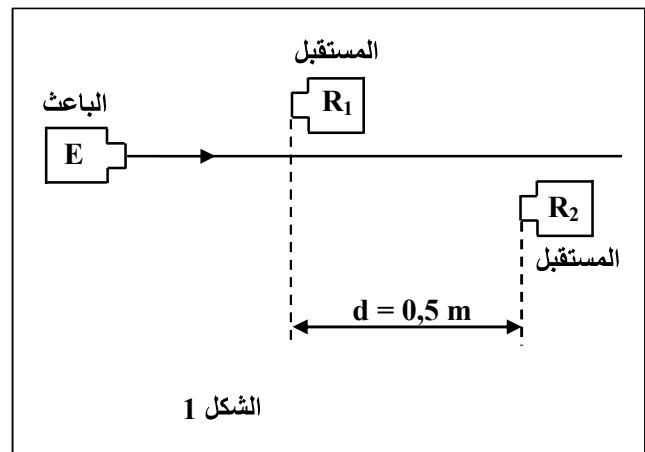 المستقبل
R₁
الباعث
E
R₂
المستقبل
d = 0,5 m
الشكل 1